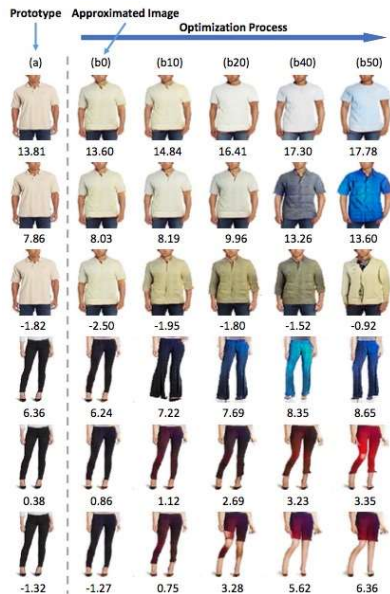 Prototype Approximated Image
Optimization Process
(a) (b0) (b10) (b20) (b40) (b50)
13.81 13.60 14.84 16.41 17.30 17.78
7.86 8.03 8.19 9.96 13.26 13.60
-1.82 -2.50 -1.95 -1.80 -1.52 -0.92
6.36 6.24 7.22 7.69 8.35 8.65
0.38 0.86 1.12 2.69 3.23 3.35
-1.32 -1.27 0.75 3.28 5.62 6.36